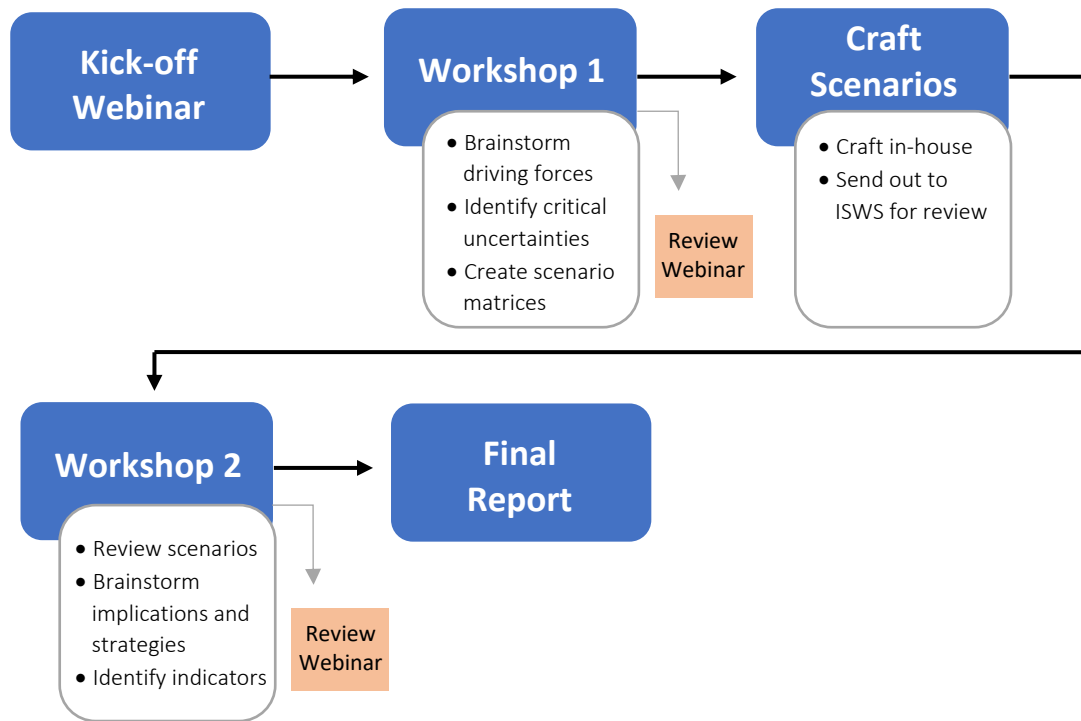 Kick-off
Webinar
Workshop 1
• Brainstorm
driving forces
• Identify critical
uncertainties
• Create scenario
matrices
Review
Webinar
Craft
Scenarios
• Craft in-house
• Send out to
ISWS for review
Workshop 2
• Review scenarios
• Brainstorm
implications and
strategies
• Identify indicators
Review
Webinar
Final
Report